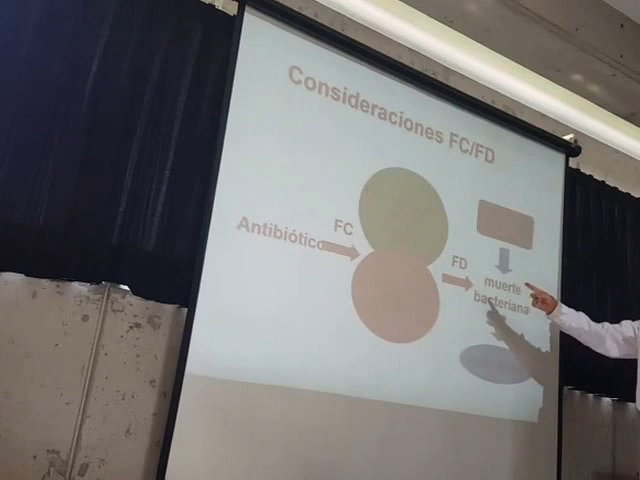 Consideraciones FC/FD
Antibiótico
FC
FD
muerte
bacteriana